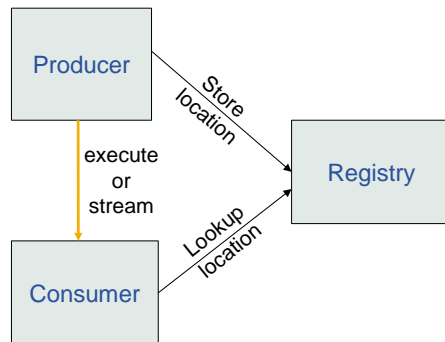 Producer
Store
location
execute
or
stream
Registry
Lookup
location
Consumer